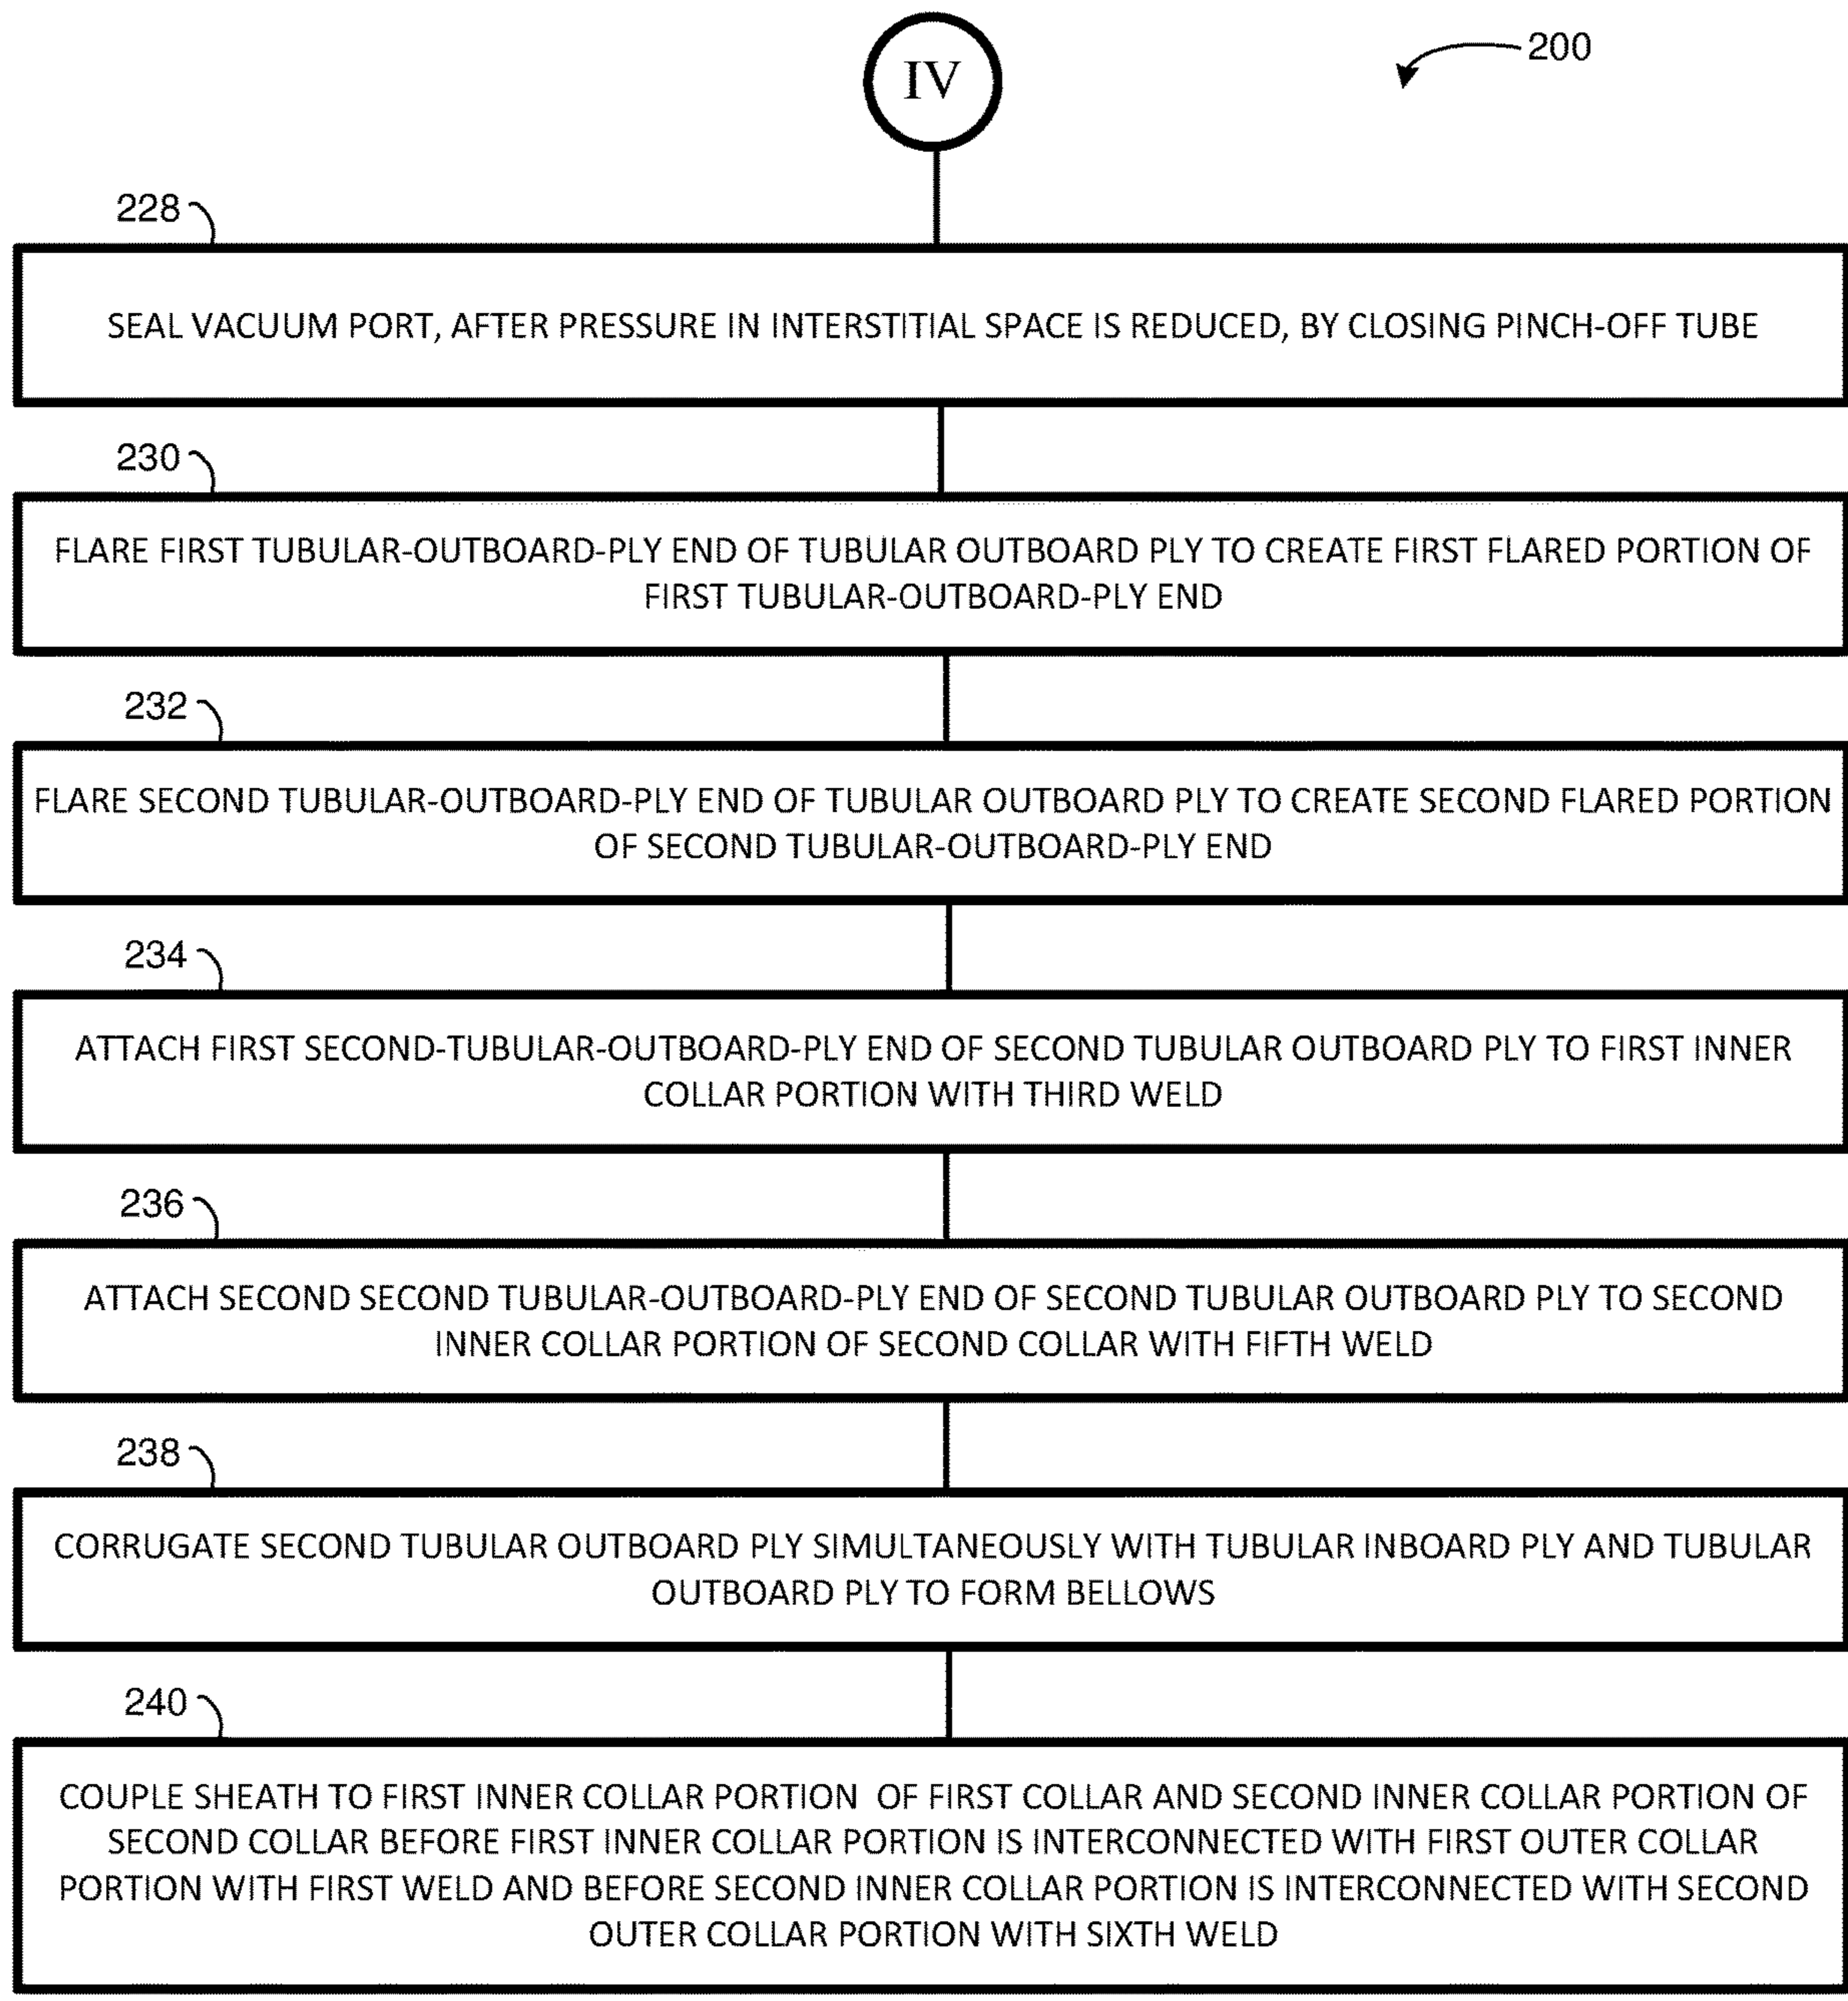 IV
200
228
SEAL VACUUM PORT, AFTER PRESSURE IN INTERSTITIAL SPACE IS REDUCED, BY CLOSING PINCH-OFF TUBE
230
FLARE FIRST TUBULAR-OUTBOARD-PLY END OF TUBULAR OUTBOARD PLY TO CREATE FIRST FLARED PORTION OF
FIRST TUBULAR-OUTBOARD-PLY END
232
FLARE SECOND TUBULAR-OUTBOARD-PLY END OF TUBULAR OUTBOARD PLY TO CREATE SECOND FLARED PORTION
OF SECOND TUBULAR-OUTBOARD-PLY END
234
ATTACH FIRST SECOND-TUBULAR-OUTBOARD-PLY END OF SECOND TUBULAR OUTBOARD PLY TO FIRST INNER
COLLAR PORTION WITH THIRD WELD
236
ATTACH SECOND SECOND TUBULAR-OUTBOARD-PLY END OF SECOND TUBULAR OUTBOARD PLY TO SECOND
INNER COLLAR PORTION OF SECOND COLLAR WITH FIFTH WELD
238
CORRUGATE SECOND TUBULAR OUTBOARD PLY SIMULTANEOUSLY WITH TUBULAR INBOARD PLY AND TUBULAR
OUTBOARD PLY TO FORM BELLOWS
240
COUPLE SHEATH TO FIRST INNER COLLAR PORTION OF FIRST COLLAR AND SECOND INNER COLLAR PORTION OF
SECOND COLLAR BEFORE FIRST INNER COLLAR PORTION IS INTERCONNECTED WITH FIRST OUTER COLLAR
PORTION WITH FIRST WELD AND BEFORE SECOND INNER COLLAR PORTION IS INTERCONNECTED WITH SECOND
OUTER COLLAR PORTION WITH SIXTH WELD